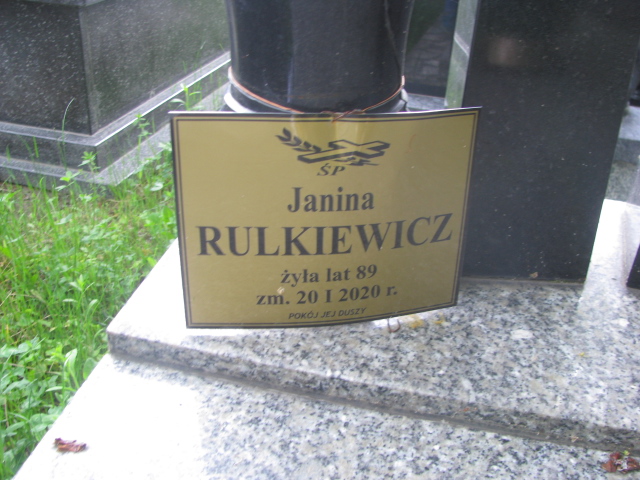 ŚP
Janina
RULKIEWICZ
żyła lat 89
zm. 20 I 2020 r.
POKÓJ JEJ DUSZY